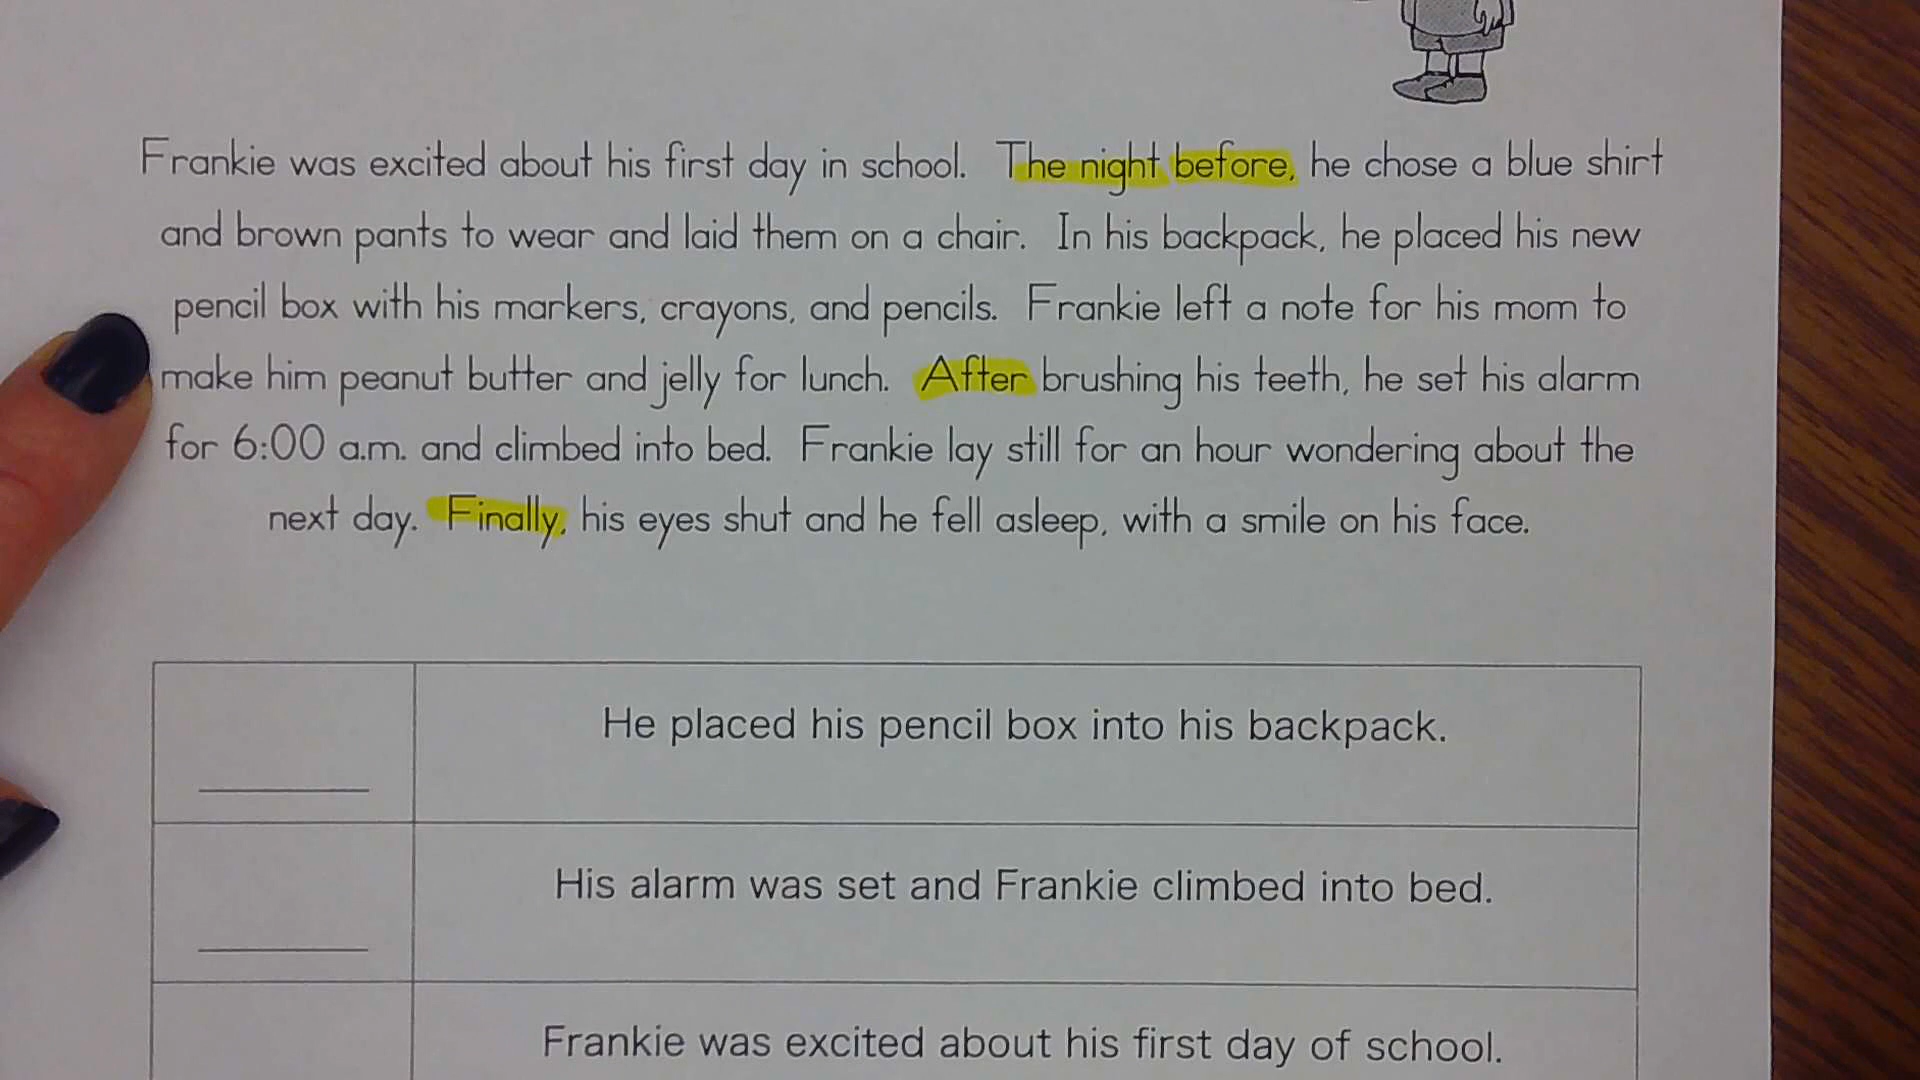 Frankie was excited about his first day in school. The night before, he chose a blue shirt
and brown pants to wear and laid them on a chair. In his backpack, he placed his new
pencil box with his markers, crayons, and pencils. Frankie left a note for his mom to
make him peanut butter and jelly for lunch. After brushing his teeth, he set his alarm
for 6:00 a.m. and climbed into bed. Frankie lay still for an hour wondering about the
next day. Finally, his eyes shut and he fell asleep, with a smile on his face.
He placed his pencil box into his backpack.
His alarm was set and Frankie climbed into bed.
Frankie was excited about his first day of school.